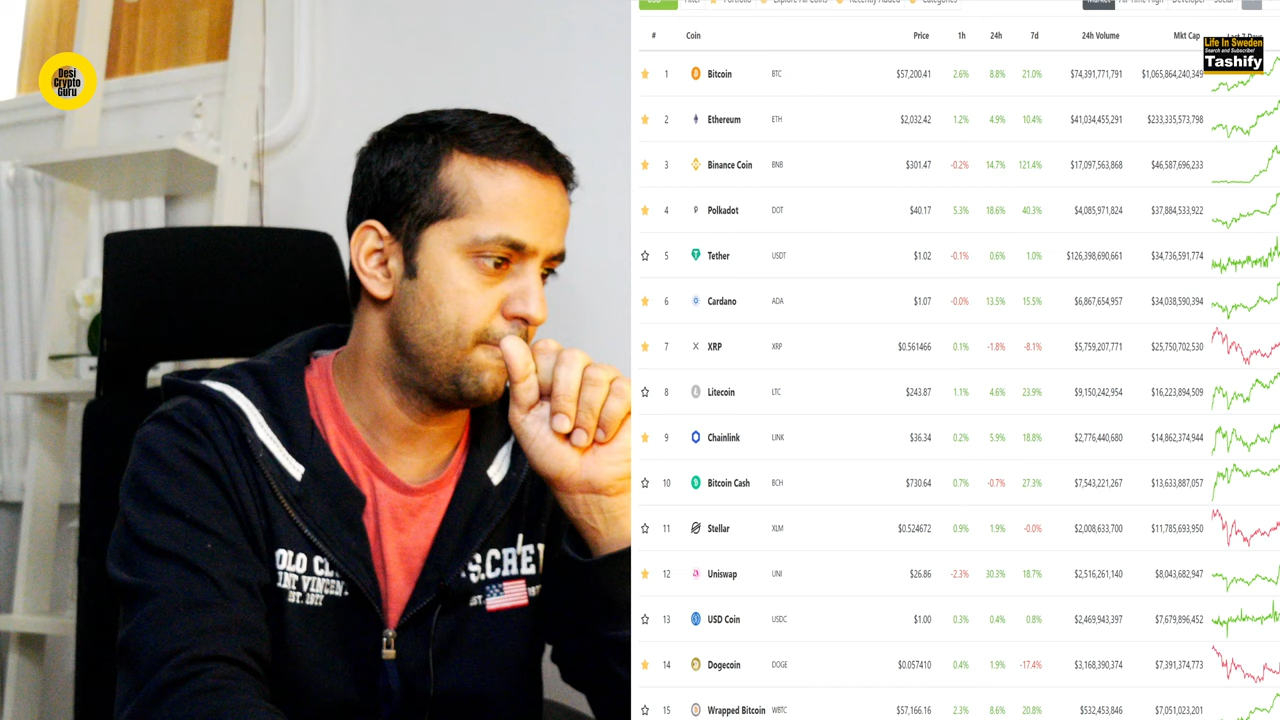 Desi
Crypto
Guru
POLO CL
INT VINCEN
EST. 1977
S.CRE
EST. 197
Portfolio Explore All Coins Recently Added Categories
Market All Time High Developer Social
# Coin Price 1h 24h 7d 24h Volume Mkt Cap Last 7 Days
Life In Sweden
Search and Subscribe!
Tashify
1 Bitcoin BTC $57,200.41 2.6% 8.8% 21.0% $74,391,771,791 $1,065,864,240,349
2 Ethereum ETH $2,032.42 1.2% 4.9% 10.4% $41,034,455,291 $233,335,573,798
3 Binance Coin BNB $301.47 -0.2% 14.7% 121.4% $17,097,563,868 $46,587,696,233
4 Polkadot DOT $40.17 5.3% 18.6% 40.3% $4,085,971,824 $37,884,533,922
5 Tether USDT $1.02 -0.1% 0.6% 1.0% $126,398,690,661 $34,736,591,774
6 Cardano ADA $1.07 -0.0% 13.5% 15.5% $6,867,654,957 $34,038,590,394
7 XRP XRP $0.561466 0.1% -1.8% -8.1% $5,759,207,771 $25,750,702,530
8 Litecoin LTC $243.87 1.1% 4.6% 23.9% $9,150,242,954 $16,223,894,509
9 Chainlink LINK $36.34 0.2% 5.9% 18.8% $2,776,440,680 $14,862,374,944
10 Bitcoin Cash BCH $730.64 0.7% -0.7% 27.3% $7,543,221,267 $13,633,887,057
11 Stellar XLM $0.524672 0.9% 1.9% -0.0% $2,008,633,700 $11,785,693,950
12 Uniswap UNI $26.86 -2.3% 30.3% 18.7% $2,516,261,140 $8,043,682,947
13 USD Coin USDC $1.00 0.3% 0.4% 0.8% $2,469,943,397 $7,679,896,452
14 Dogecoin DOGE $0.057410 0.4% 1.9% -17.4% $3,168,390,374 $7,391,374,773
15 Wrapped Bitcoin WBTC $57,166.16 2.3% 8.6% 20.8% $532,453,846 $7,051,023,201